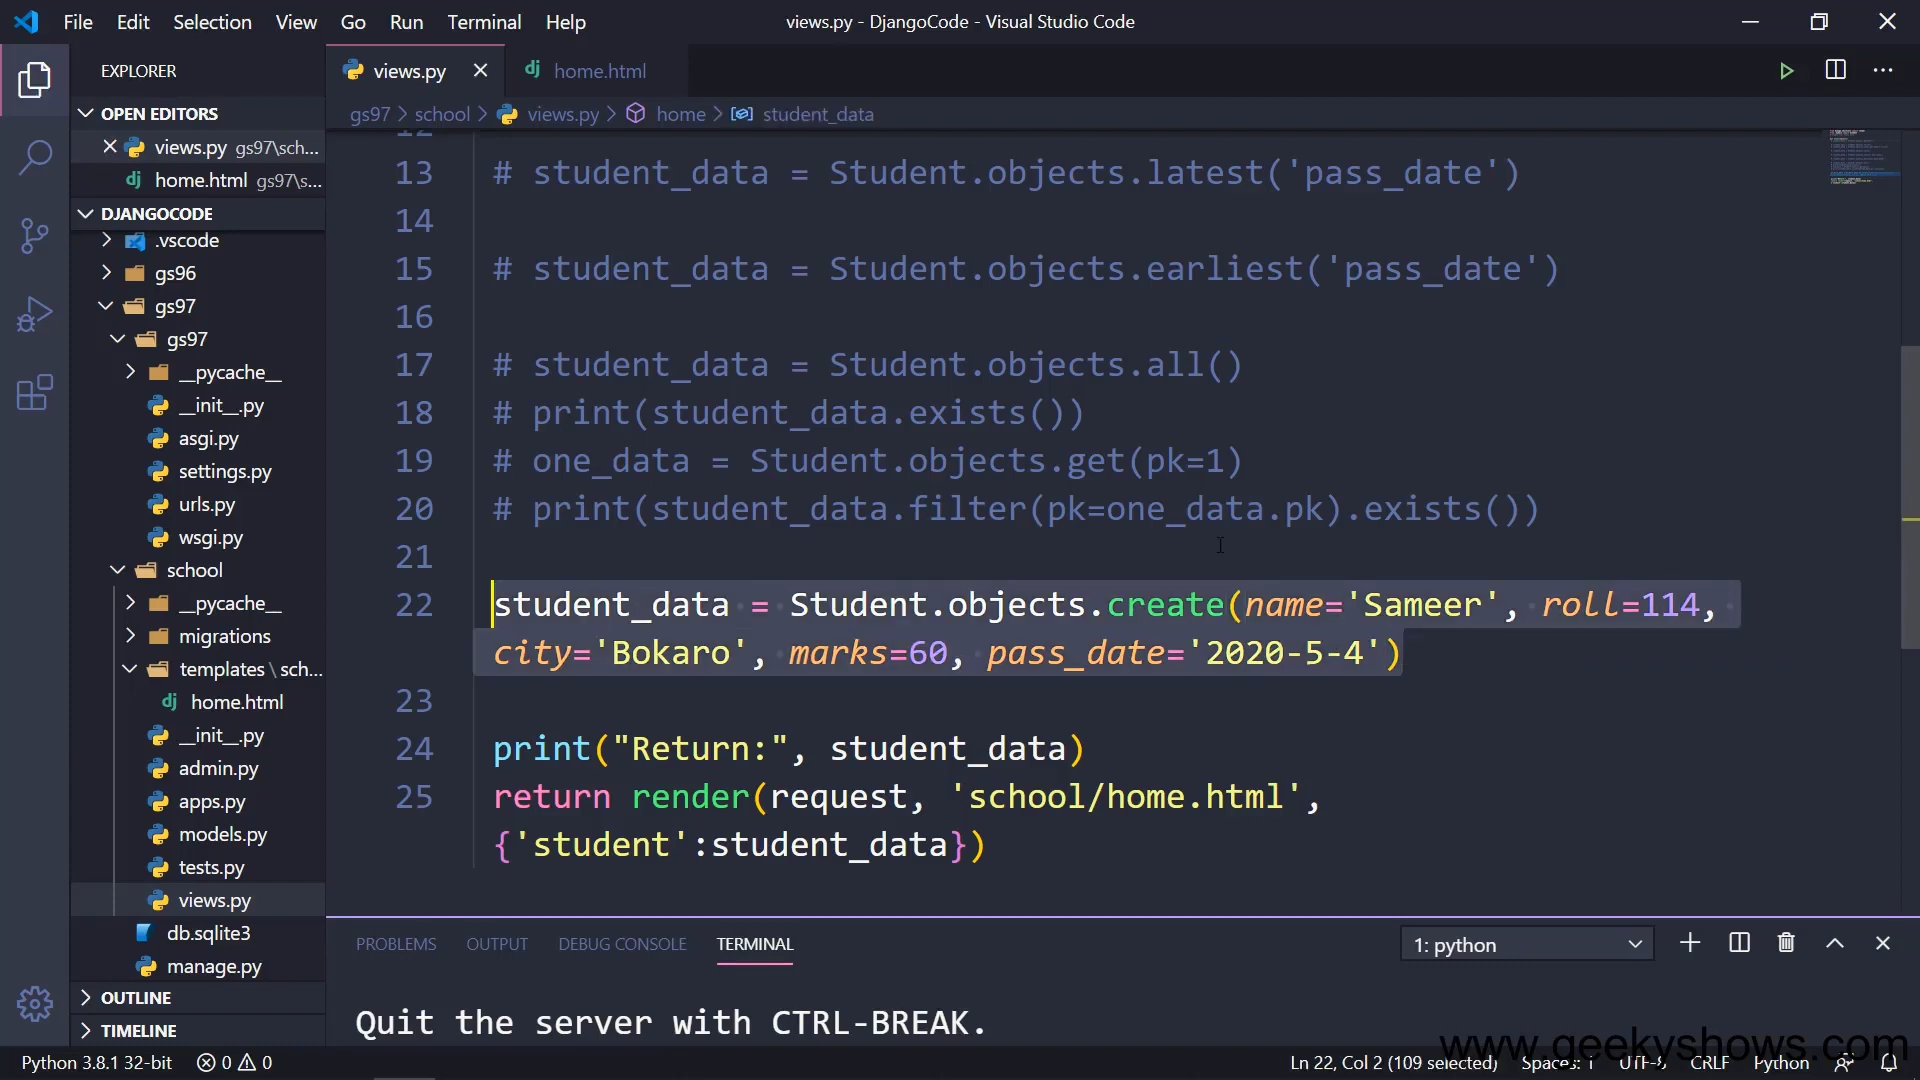 File Edit Selection View Go Run Terminal Help
views.py - DjangoCode - Visual Studio Code
EXPLORER
views.py
home.html
OPEN EDITORS
gs97 > school > views.py > home > student_data
views.py gs97\sch...
home.html gs97\s...
DJANGOCODE
.vscode
gs96
gs97
gs97
__pycache__
__init__.py
asgi.py
settings.py
urls.py
wsgi.py
school
__pycache__
migrations
templates\sch...
home.html
__init__.py
admin.py
apps.py
models.py
tests.py
views.py
db.sqlite3
manage.py
OUTLINE
TIMELINE
12
13 # student_data = Student.objects.latest('pass_date')
14
15 # student_data = Student.objects.earliest('pass_date')
16
17 # student_data = Student.objects.all()
18 # print(student_data.exists())
19 # one_data = Student.objects.get(pk=1)
20 # print(student_data.filter(pk=one_data.pk).exists())
21
22 student_data = Student.objects.create(name='Sameer', roll=114,
city='Bokaro', marks=60, pass_date='2020-5-4')
23
24 print("Return:", student_data)
25 return render(request, 'school/home.html',
{'student':student_data})
PROBLEMS OUTPUT DEBUG CONSOLE TERMINAL
1: python
Quit the server with CTRL-BREAK.
www.geekyshows.com
Python 3.8.1 32-bit 0 0
Ln 22, Col 2 (109 selected) Spaces: 1 UTF-8 CRLF Python